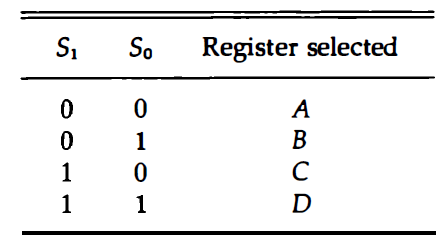 S₁ S₀ Register selected
0 0 A
0 1 B
1 0 C
1 1 D